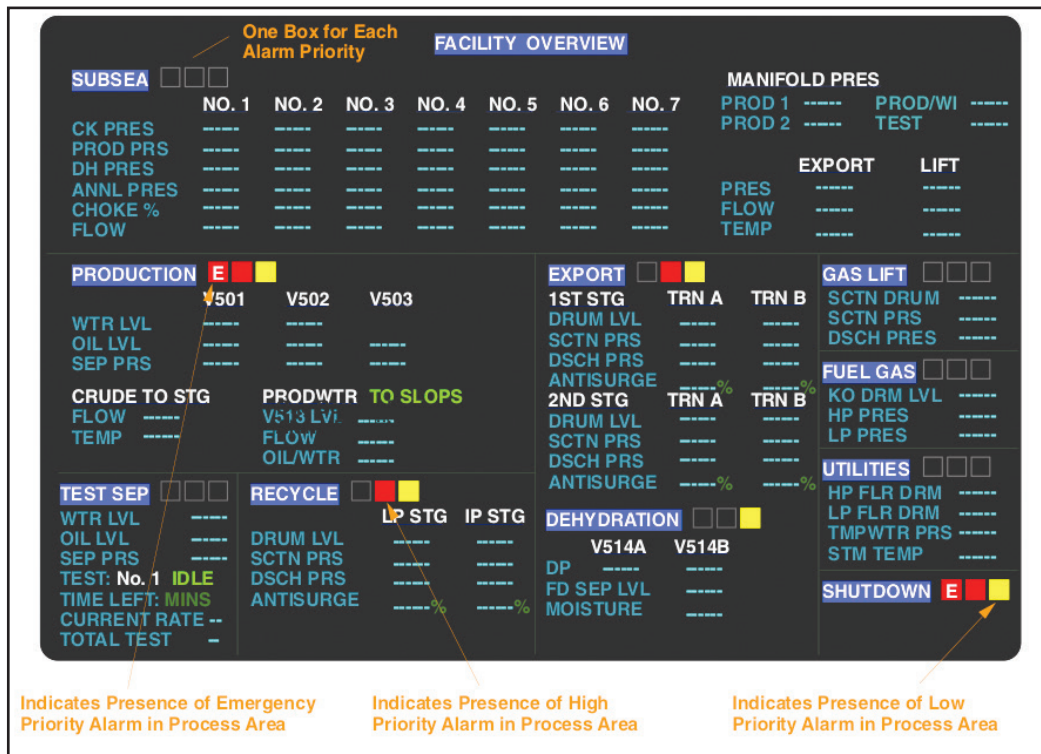 One Box for Each
Alarm Priority
FACILITY OVERVIEW
SUBSEA
NO. 1 NO. 2 NO. 3 NO. 4 NO. 5 NO. 6 NO. 7
CK PRES ----- ----- ----- ----- ----- ----- -----
PROD PRS ----- ----- ----- ----- ----- ----- -----
DH PRES ----- ----- ----- ----- ----- ----- -----
ANNL PRES ----- ----- ----- ----- ----- ----- -----
CHOKE % ----- ----- ----- ----- ----- ----- -----
FLOW ----- ----- ----- ----- ----- ----- -----
MANIFOLD PRES
PROD 1 ------ PROD/WI ------
PROD 2 ------ TEST ------
EXPORT LIFT
PRES ------ ------
FLOW ------ ------
TEMP ------ ------
PRODUCTION E
V501 V502 V503
WTR LVL ----- -----
OIL LVL ----- ----- -----
SEP PRS ----- ----- -----
CRUDE TO STG
FLOW -----
TEMP -----
PRODWTR TO SLOPS
V513 LVL -----
FLOW -----
OIL/WTR -----
EXPORT
1ST STG TRN A TRN B
DRUM LVL ----- -----
SCTN PRS ----- -----
DSCH PRS ----- -----
ANTISURGE -----% -----%
2ND STG TRN A TRN B
DRUM LVL ----- -----
SCTN PRS ----- -----
DSCH PRS ----- -----
ANTISURGE -----% -----%
GAS LIFT
SCTN DRUM -----
SCTN PRS -----
DSCH PRES -----
FUEL GAS
KO DRM LVL -----
HP PRES -----
LP PRES -----
UTILITIES
HP FLR DRM -----
LP FLR DRM -----
TMPWTR PRS -----
STM TEMP -----
TEST SEP
WTR LVL -----
OIL LVL -----
SEP PRS -----
TEST: No. 1 IDLE
TIME LEFT: MINS
CURRENT RATE --
TOTAL TEST -
RECYCLE
LP STG IP STG
DRUM LVL ----- -----
SCTN PRS ----- -----
DSCH PRS ----- -----
ANTISURGE -----% -----%
DEHYDRATION
V514A V514B
DP ----- -----
FD SEP LVL -----
MOISTURE -----
SHUTDOWN E
Indicates Presence of Emergency
Priority Alarm in Process Area
Indicates Presence of High
Priority Alarm in Process Area
Indicates Presence of Low
Priority Alarm in Process Area